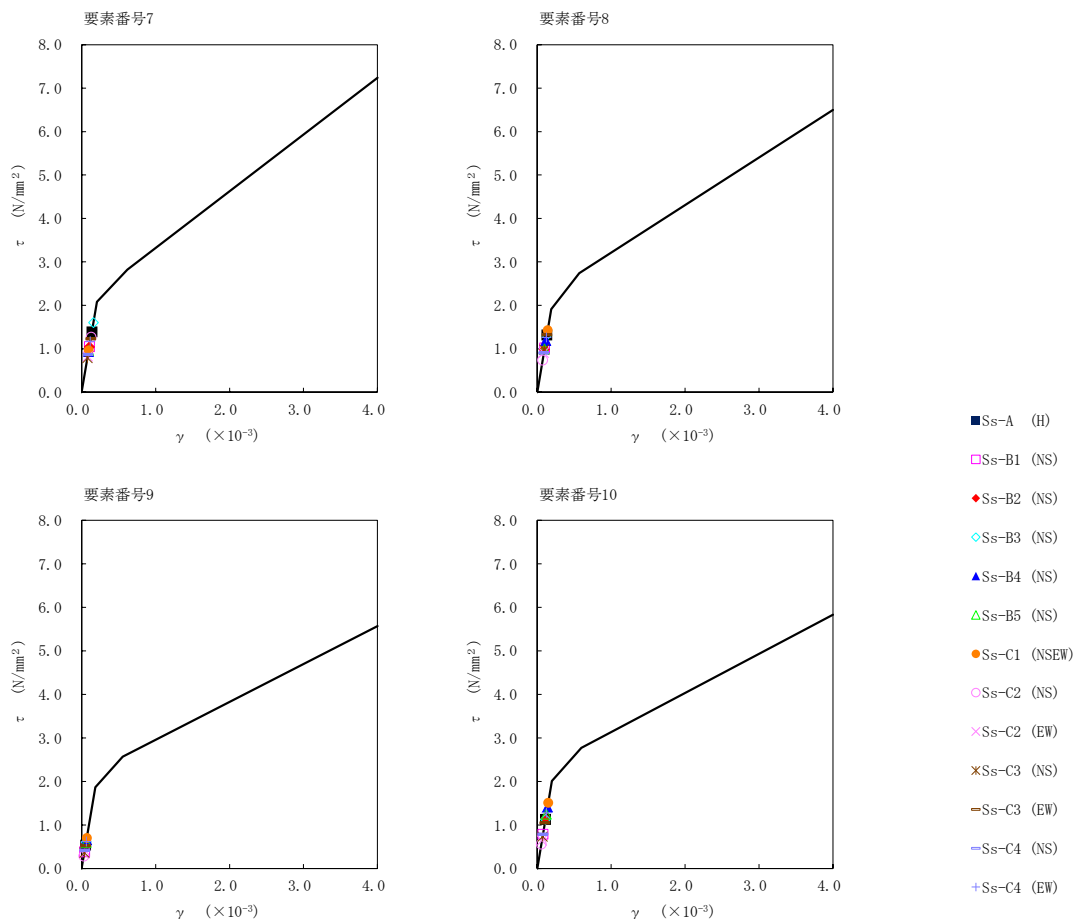 要素番号7
8.0
7.0
6.0
5.0
4.0
3.0
2.0
1.0
0.0
τ (N/mm²)
0.0 1.0 2.0 3.0 4.0
γ (×10⁻³)
要素番号8
8.0
7.0
6.0
5.0
4.0
3.0
2.0
1.0
0.0
τ (N/mm²)
0.0 1.0 2.0 3.0 4.0
γ (×10⁻³)
要素番号9
8.0
7.0
6.0
5.0
4.0
3.0
2.0
1.0
0.0
τ (N/mm²)
0.0 1.0 2.0 3.0 4.0
γ (×10⁻³)
要素番号10
8.0
7.0
6.0
5.0
4.0
3.0
2.0
1.0
0.0
τ (N/mm²)
0.0 1.0 2.0 3.0 4.0
γ (×10⁻³)
Ss-A (H)
Ss-B1 (NS)
Ss-B2 (NS)
Ss-B3 (NS)
Ss-B4 (NS)
Ss-B5 (NS)
Ss-C1 (NSEW)
Ss-C2 (NS)
Ss-C2 (EW)
Ss-C3 (NS)
Ss-C3 (EW)
Ss-C4 (NS)
Ss-C4 (EW)